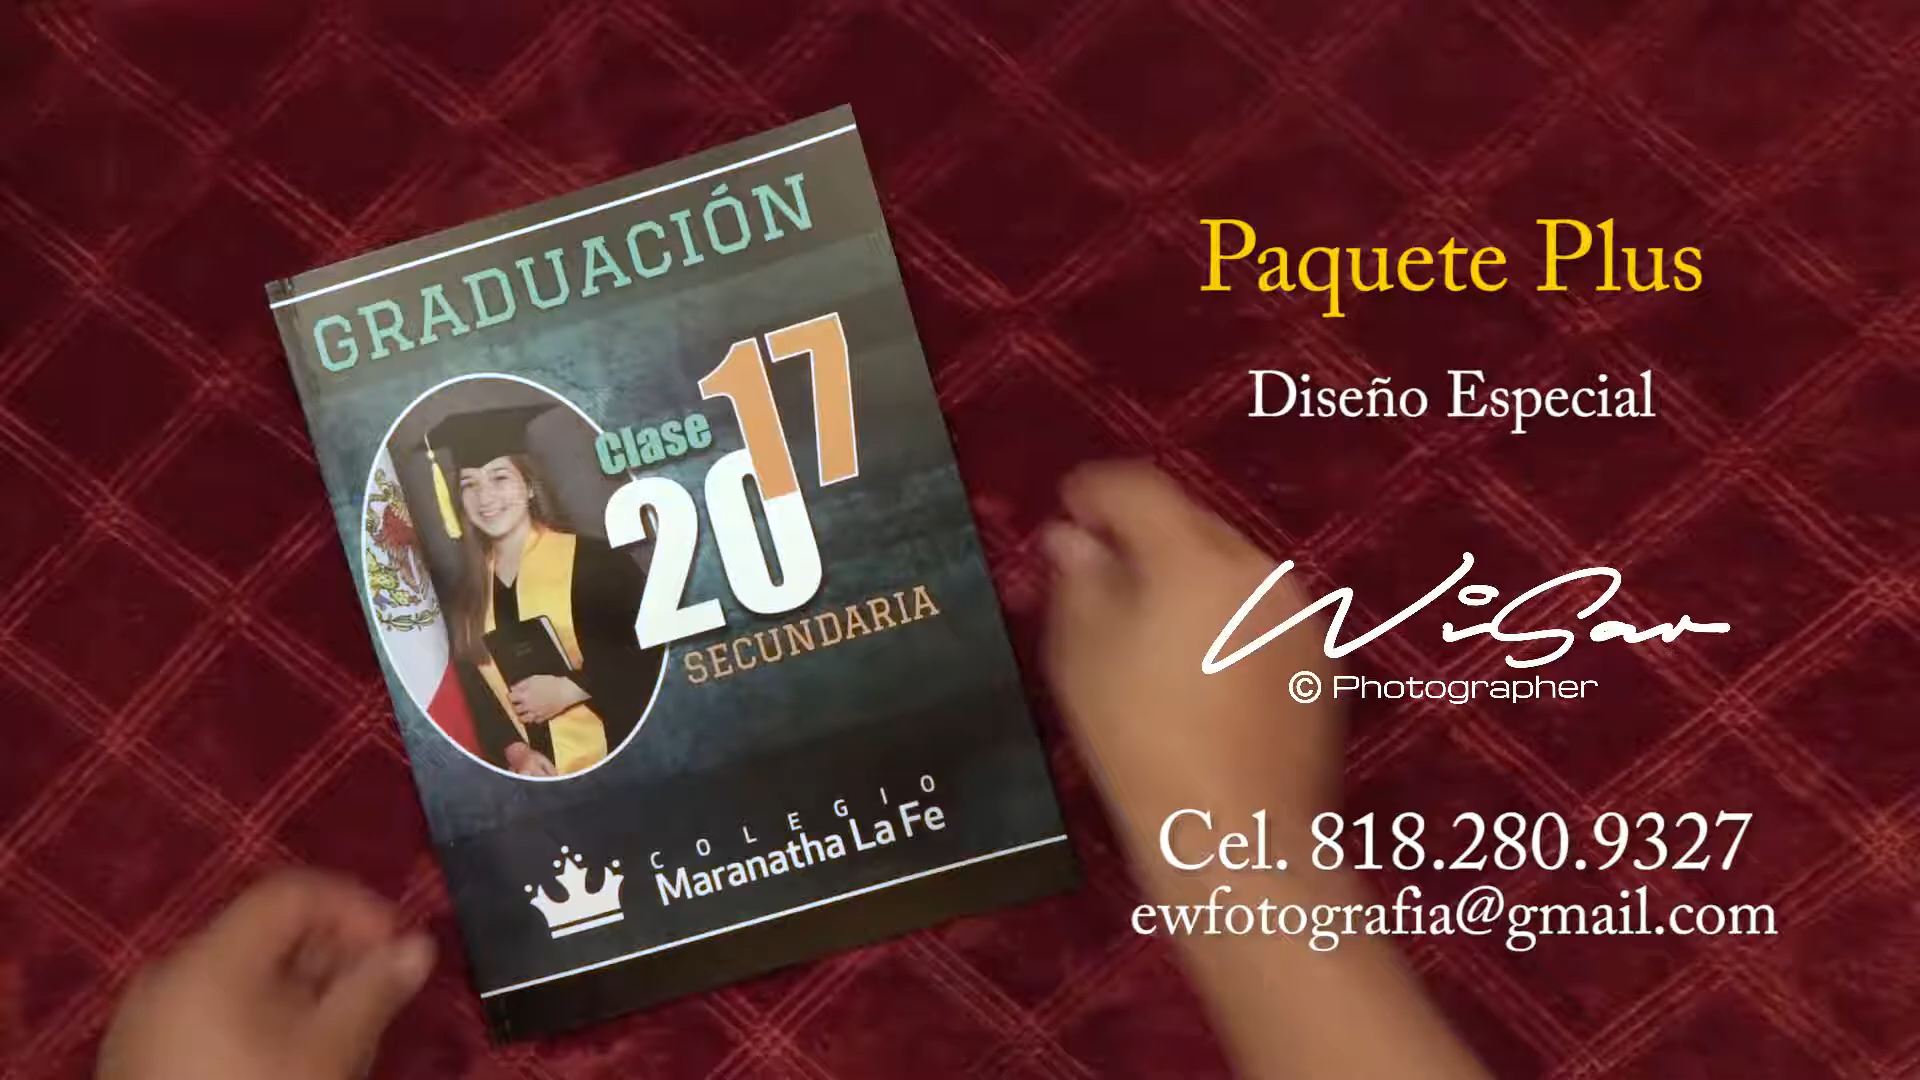 GRADUACIÓN
Clase
2017
SECUNDARIA
COLEGIO
Maranatha La Fe
Paquete Plus
Diseño Especial
WiSav
© Photographer
Cel. 818.280.9327
ewfotografia@gmail.com